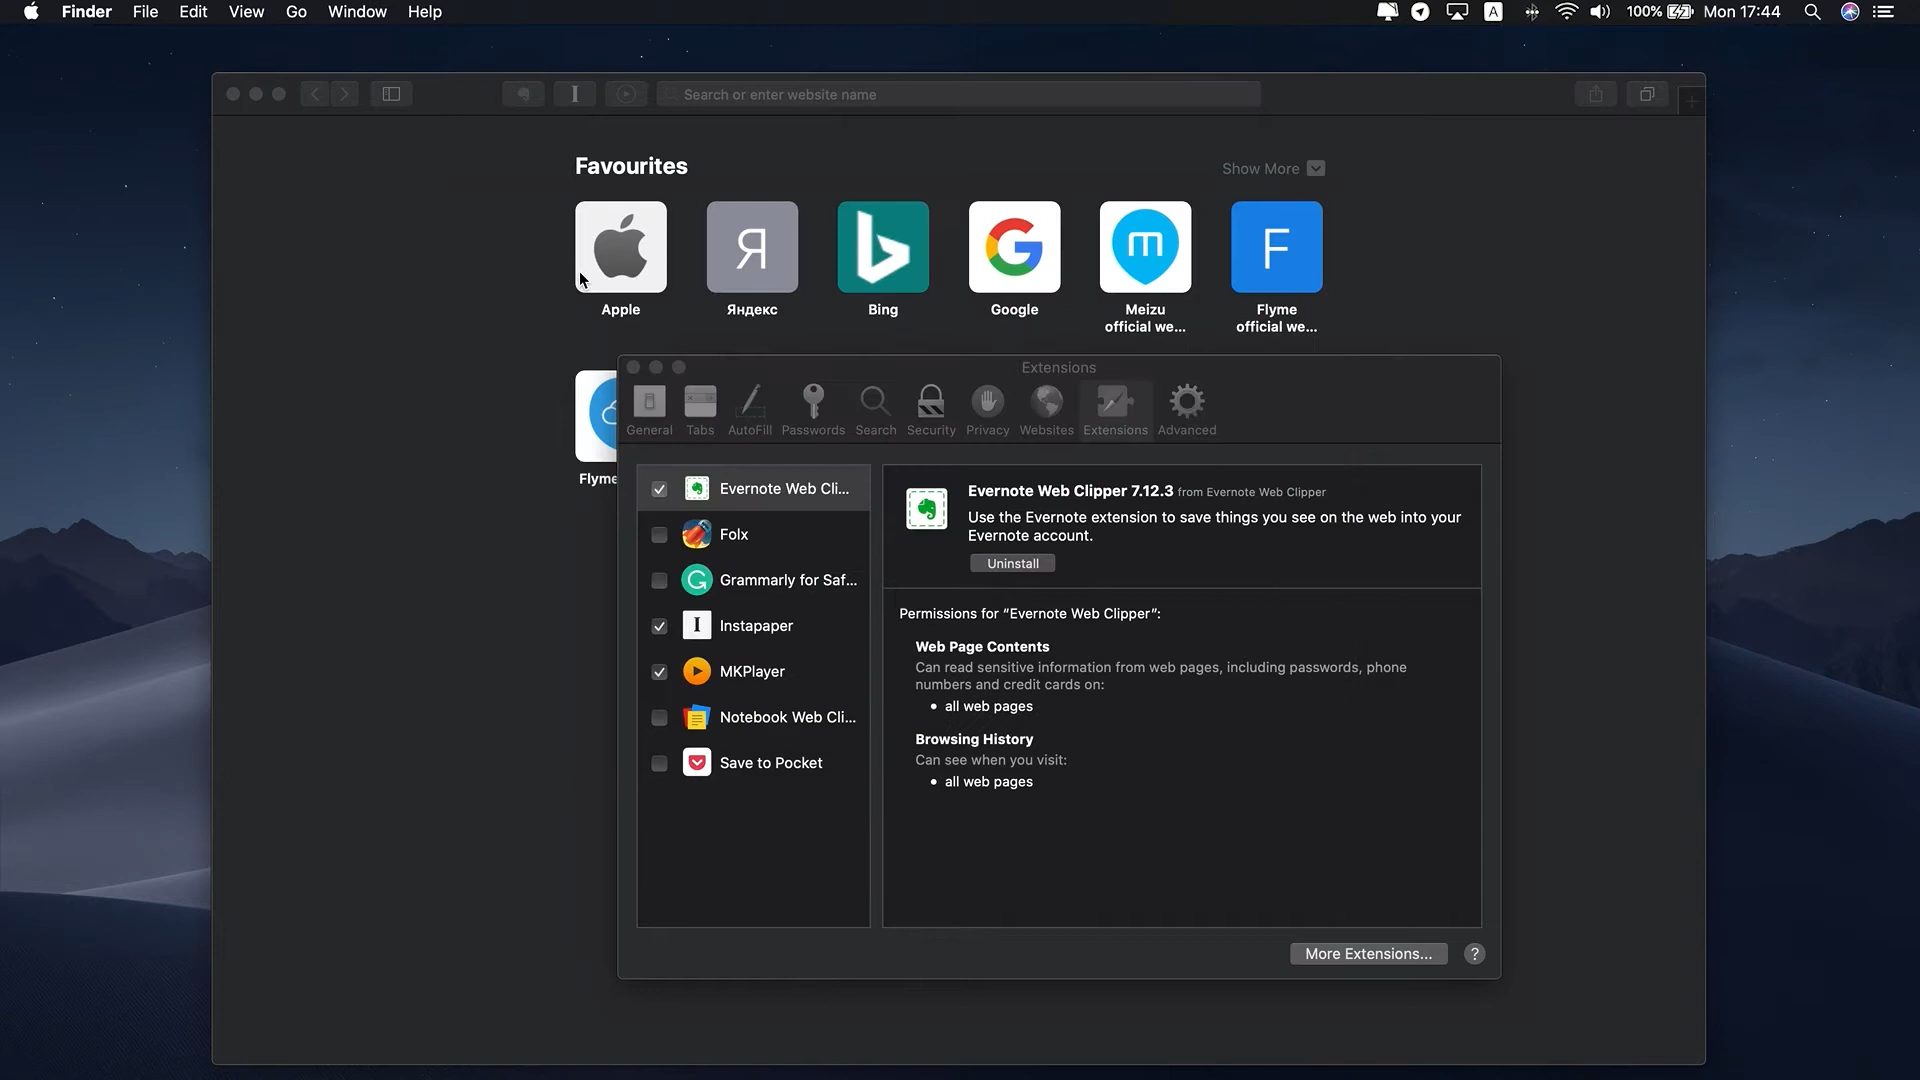 Finder File Edit View Go Window Help
A 100% Mon 17:44
I Search or enter website name
Favourites
Show More
Я G m F
Apple Яндекс Bing Google Meizu official we... Flyme official we...
Flyme
Extensions
General Tabs AutoFill Passwords Search Security Privacy Websites Extensions Advanced
Evernote Web Cli...
Folx
G Grammarly for Saf...
I Instapaper
MKPlayer
Notebook Web Cli...
Save to Pocket
Evernote Web Clipper 7.12.3 from Evernote Web Clipper
Use the Evernote extension to save things you see on the web into your
Evernote account.
Uninstall
Permissions for “Evernote Web Clipper”:
Web Page Contents
Can read sensitive information from web pages, including passwords, phone
numbers and credit cards on:
• all web pages
Browsing History
Can see when you visit:
• all web pages
More Extensions... ?